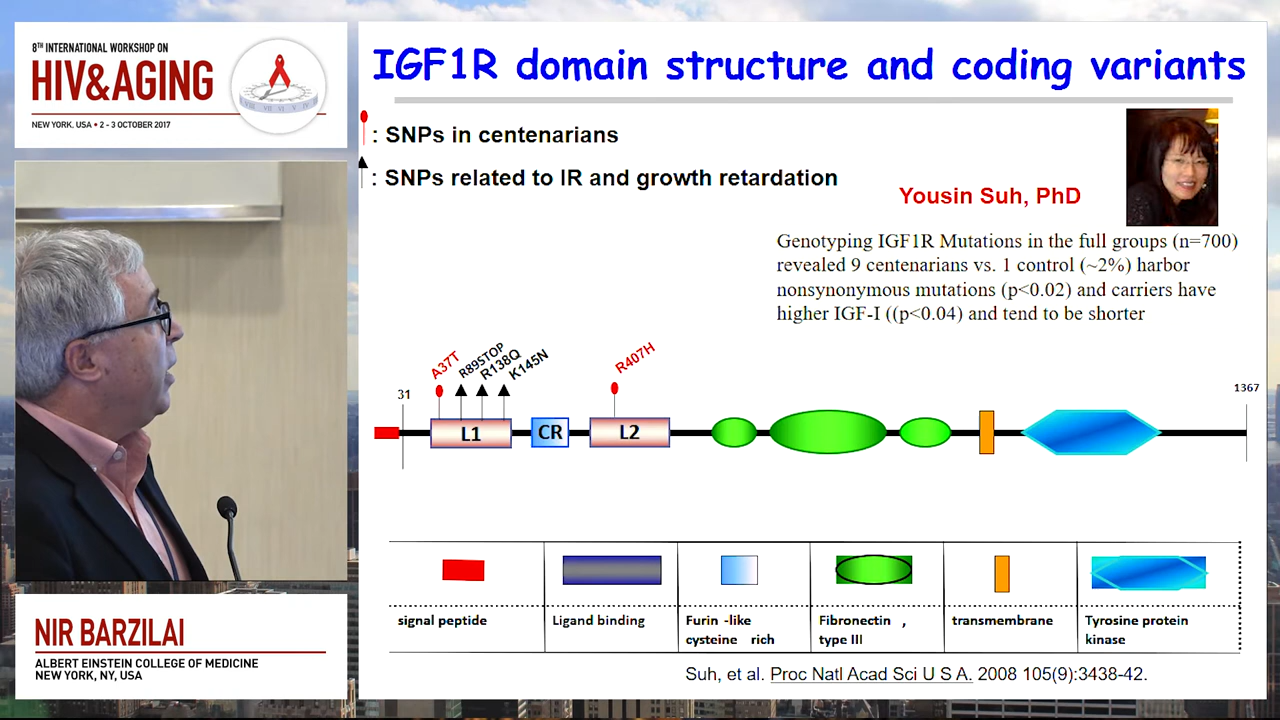 8TH INTERNATIONAL WORKSHOP ON
HIV&AGING
NEW YORK, USA • 2 - 3 OCTOBER 2017
IGF1R domain structure and coding variants
: SNPs in centenarians
: SNPs related to IR and growth retardation
Yousin Suh, PhD
Genotyping IGF1R Mutations in the full groups (n=700)
revealed 9 centenarians vs. 1 control (~2%) harbor
nonsynonymous mutations (p<0.02) and carriers have
higher IGF-I ((p<0.04) and tend to be shorter
31
A37T
R895TOP
R138Q
K145N
R407H
1367
L1
CR
L2
signal peptide
Ligand binding
Furin -like
cysteine rich
Fibronectin ,
type III
transmembrane
Tyrosine protein
kinase
Suh, et al. Proc Natl Acad Sci U S A. 2008 105(9):3438-42.
NIR BARZILAI
ALBERT EINSTEIN COLLEGE OF MEDICINE
NEW YORK, NY, USA